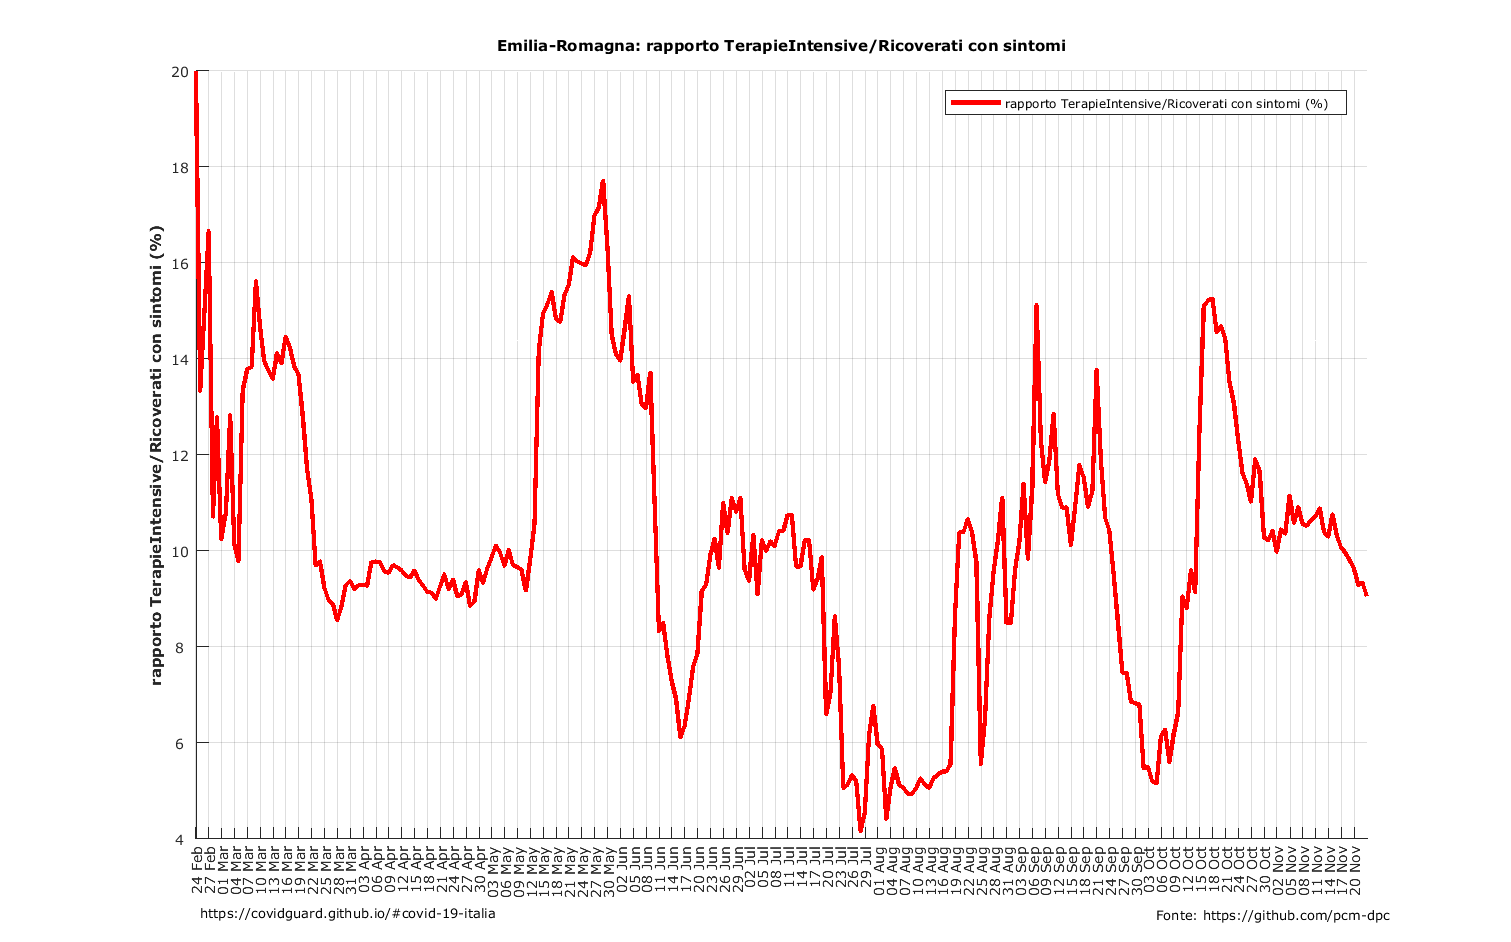 Emilia-Romagna: rapporto TerapieIntensive/Ricoverati con sintomi
rapporto TerapieIntensive/Ricoverati con sintomi (%)
rapporto TerapieIntensive/Ricoverati con sintomi (%)
20
18
16
14
12
10
8
6
4
24 Feb
27 Feb
01 Mar
04 Mar
07 Mar
10 Mar
13 Mar
16 Mar
19 Mar
22 Mar
25 Mar
28 Mar
31 Mar
03 Apr
06 Apr
09 Apr
12 Apr
15 Apr
18 Apr
21 Apr
24 Apr
27 Apr
30 Apr
03 May
06 May
09 May
12 May
15 May
18 May
21 May
24 May
27 May
30 May
02 Jun
05 Jun
08 Jun
11 Jun
14 Jun
17 Jun
20 Jun
23 Jun
26 Jun
29 Jun
02 Jul
05 Jul
08 Jul
11 Jul
14 Jul
17 Jul
20 Jul
23 Jul
26 Jul
29 Jul
01 Aug
04 Aug
07 Aug
10 Aug
13 Aug
16 Aug
19 Aug
22 Aug
25 Aug
28 Aug
31 Aug
03 Sep
06 Sep
09 Sep
12 Sep
15 Sep
18 Sep
21 Sep
24 Sep
27 Sep
30 Sep
03 Oct
06 Oct
09 Oct
12 Oct
15 Oct
18 Oct
21 Oct
24 Oct
27 Oct
30 Oct
02 Nov
05 Nov
08 Nov
11 Nov
14 Nov
17 Nov
20 Nov
https://covidguard.github.io/#covid-19-italia
Fonte: https://github.com/pcm-dpc